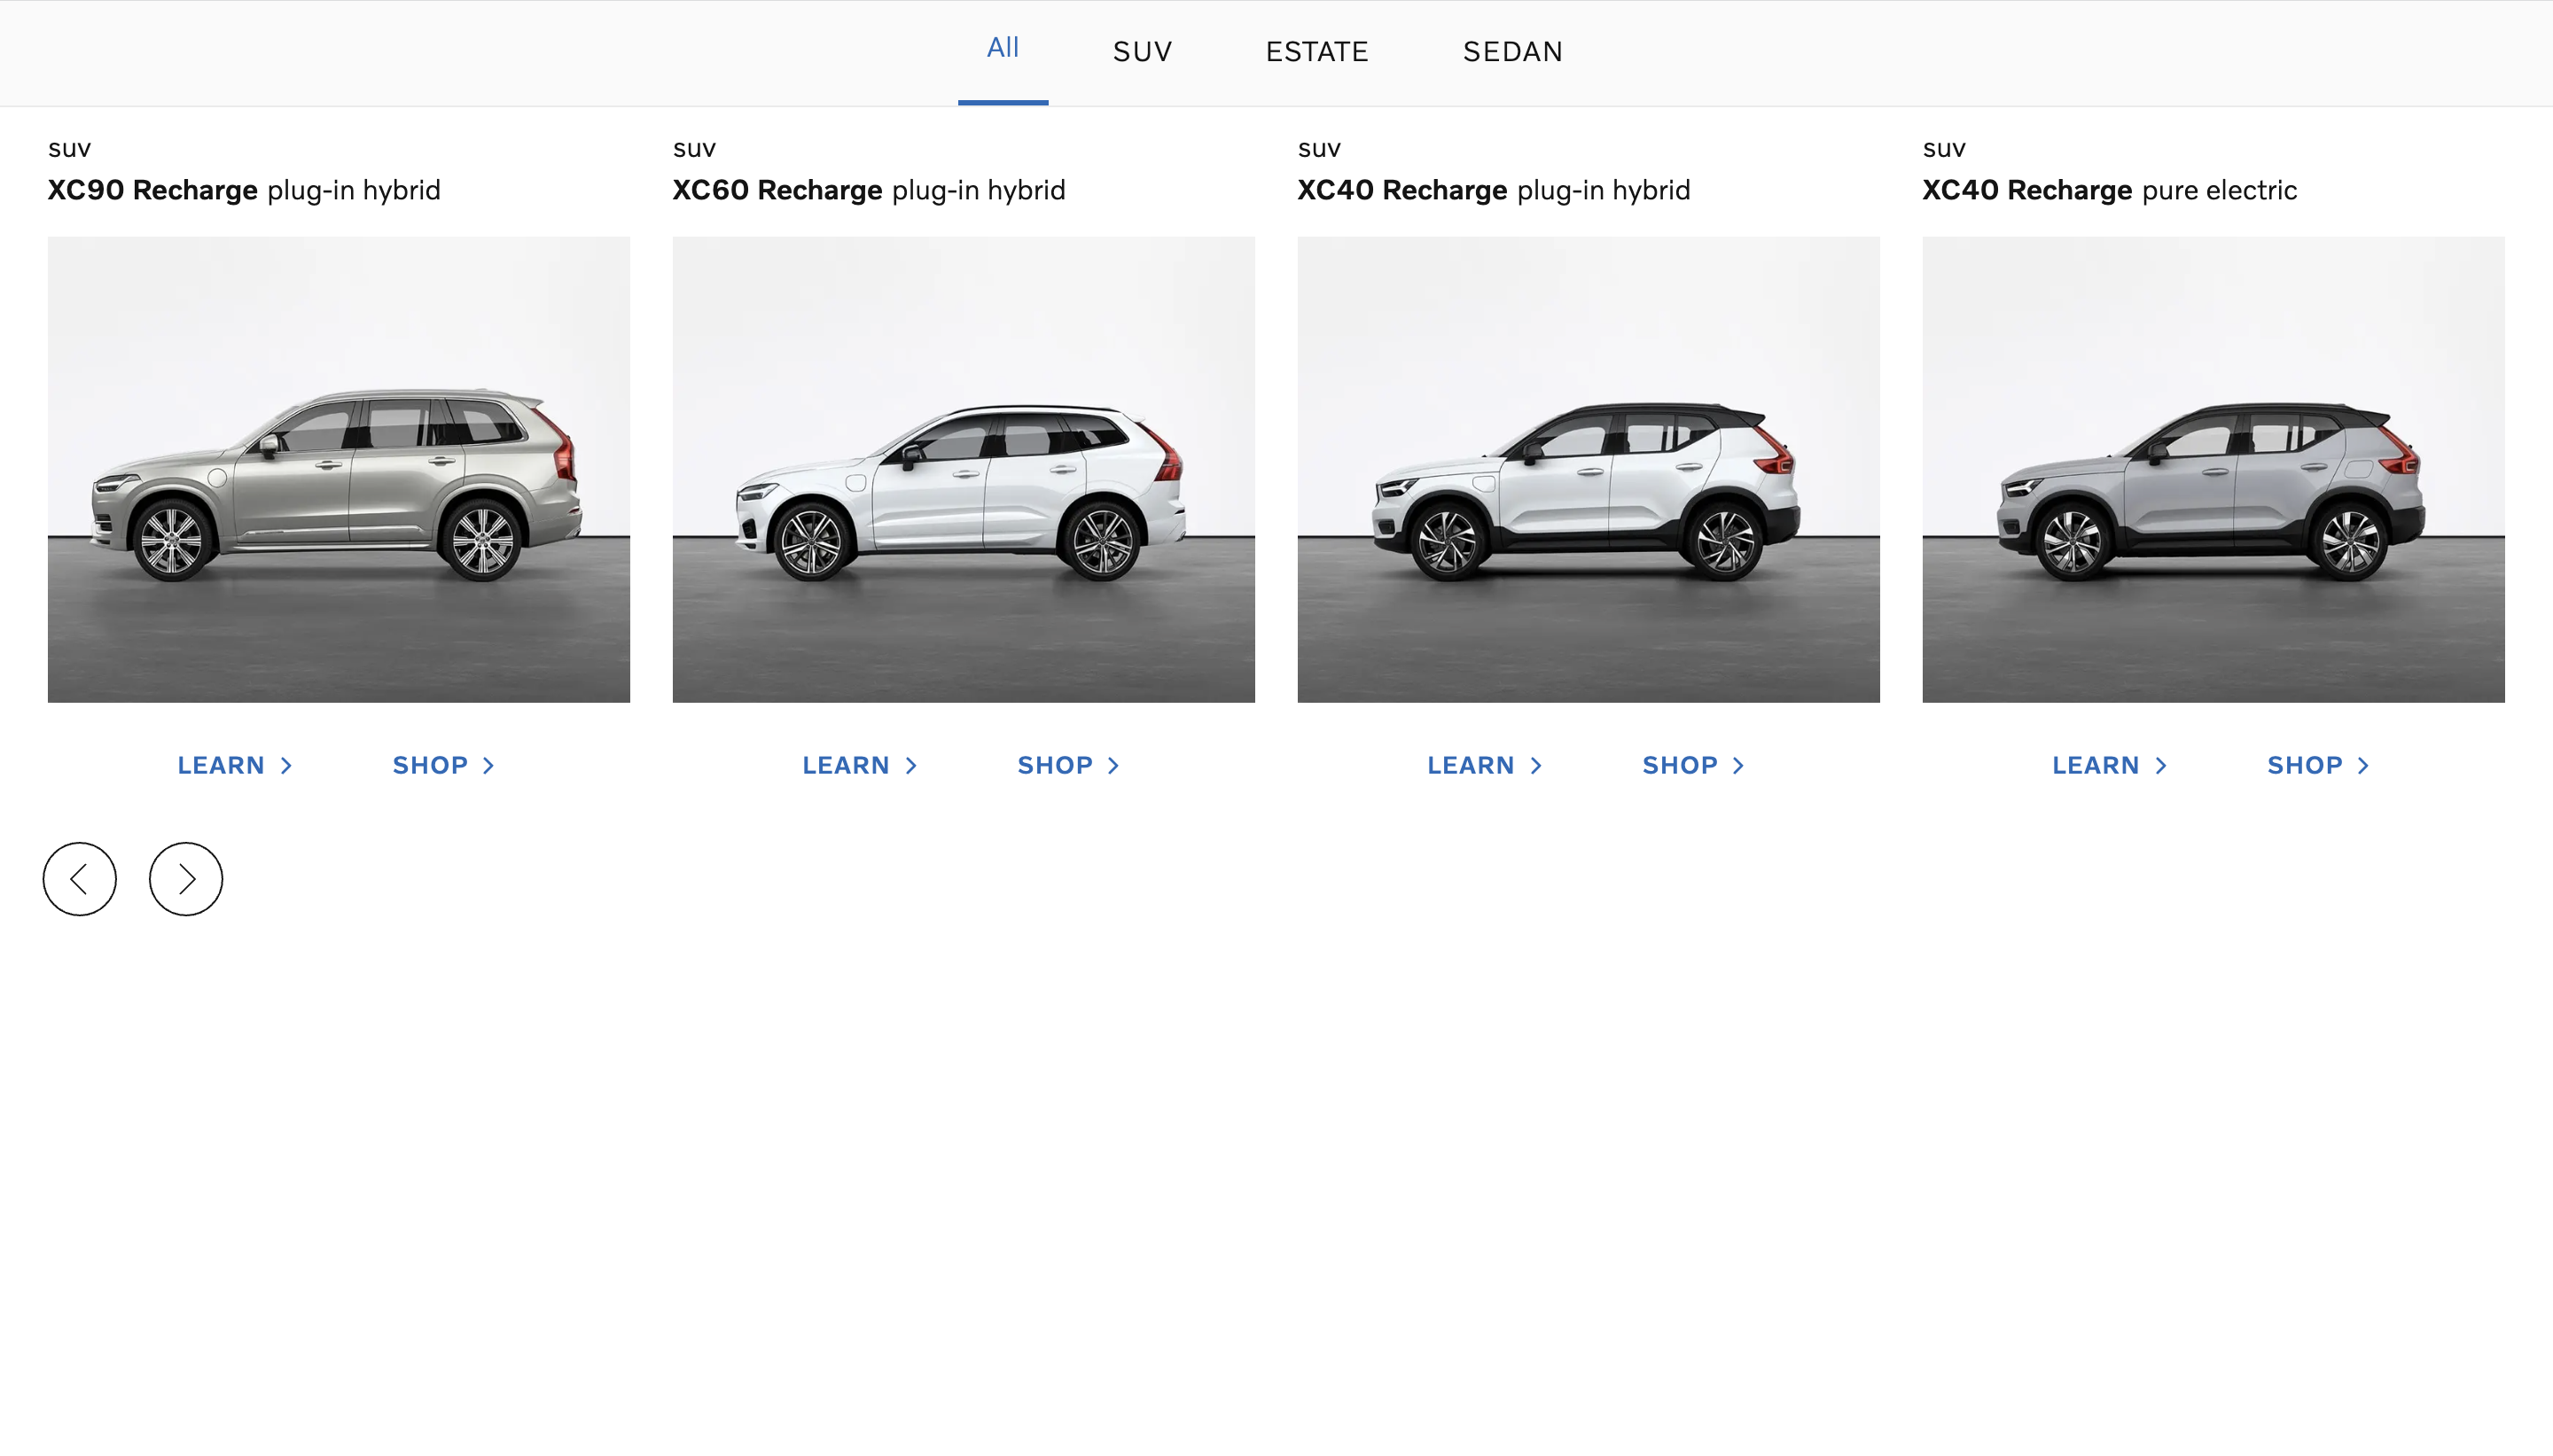 All
SUV
ESTATE
SEDAN
suv
XC90 Recharge plug-in hybrid
LEARN
SHOP
suv
XC60 Recharge plug-in hybrid
LEARN
SHOP
suv
XC40 Recharge plug-in hybrid
LEARN
SHOP
suv
XC40 Recharge pure electric
LEARN
SHOP